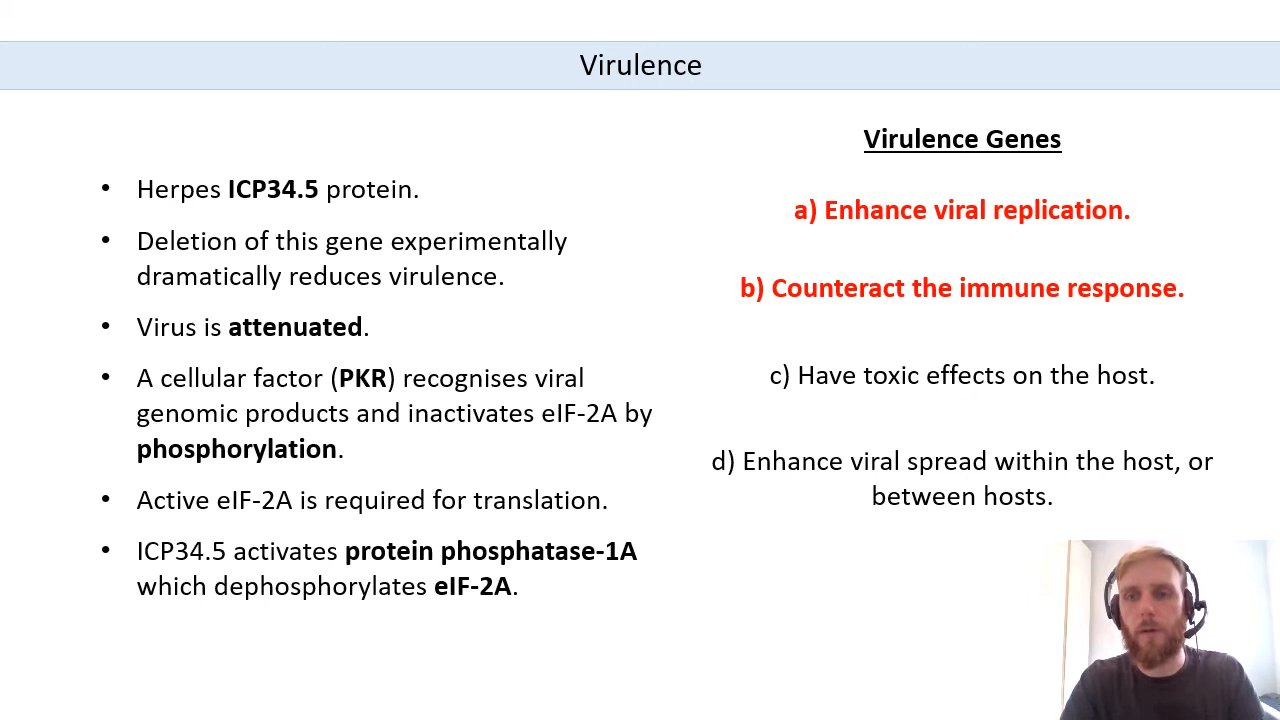 Virulence
• Herpes ICP34.5 protein.
• Deletion of this gene experimentally
dramatically reduces virulence.
• Virus is attenuated.
• A cellular factor (PKR) recognises viral
genomic products and inactivates eIF-2A by
phosphorylation.
• Active eIF-2A is required for translation.
• ICP34.5 activates protein phosphatase-1A
which dephosphorylates eIF-2A.
Virulence Genes
a) Enhance viral replication.
b) Counteract the immune response.
c) Have toxic effects on the host.
d) Enhance viral spread within the host, or
between hosts.